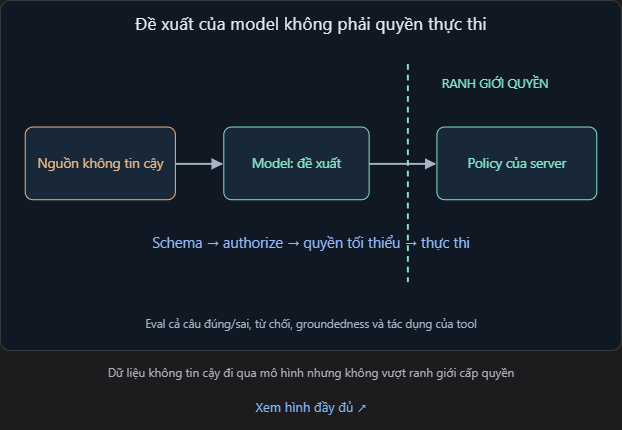 Đề xuất của model không phải quyền thực thi
RANH GIỚI QUYỀN
Nguồn không tin cậy
Model: đề xuất
Policy của server
Schema → authorize → quyền tối thiểu → thực thi
Eval cả câu đúng/sai, từ chối, groundedness và tác dụng của tool
Dữ liệu không tin cậy đi qua mô hình nhưng không vượt ranh giới cấp quyền
Xem hình đầy đủ ↗